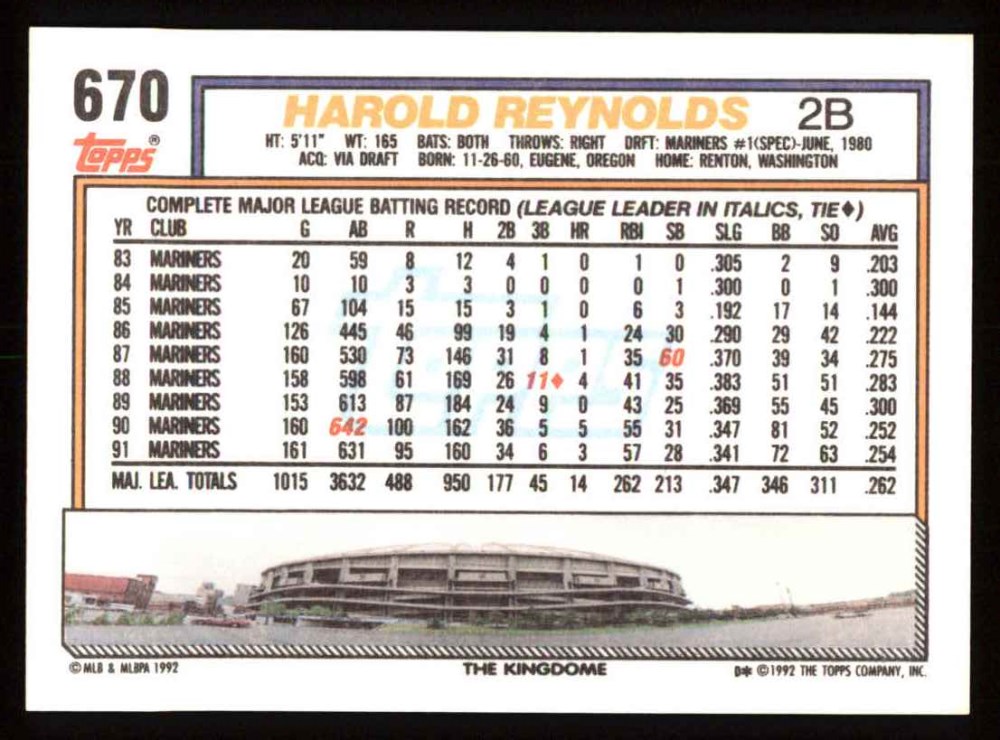 670
HAROLD REYNOLDS 2B
topps®
HT: 5'11" WT: 165 BATS: BOTH THROWS: RIGHT DRFT: MARINERS #1(SPEC)-JUNE, 1980
ACQ: VIA DRAFT BORN: 11-26-60, EUGENE, OREGON HOME: RENTON, WASHINGTON
COMPLETE MAJOR LEAGUE BATTING RECORD (LEAGUE LEADER IN ITALICS, TIE♦)
YR CLUB G AB R H 2B 3B HR RBI SB SLG BB SO AVG
83 MARINERS 20 59 8 12 4 1 0 1 0 .305 2 9 .203
84 MARINERS 10 10 3 3 0 0 0 0 1 .300 0 1 .300
85 MARINERS 67 104 15 15 3 1 0 6 3 .192 17 14 .144
86 MARINERS 126 445 46 99 19 4 1 24 30 .290 29 42 .222
87 MARINERS 160 530 73 146 31 8 1 35 60 .370 39 34 .275
88 MARINERS 158 598 61 169 26 11♦ 4 41 35 .383 51 51 .283
89 MARINERS 153 613 87 184 24 9 0 43 25 .369 55 45 .300
90 MARINERS 160 642 100 162 36 5 5 55 31 .347 81 52 .252
91 MARINERS 161 631 95 160 34 6 3 57 28 .341 72 63 .254
MAJ. LEA. TOTALS 1015 3632 488 950 177 45 14 262 213 .347 346 311 .262
topps
© MLB & MLBPA 1992 THE KINGDOME D* © 1992 THE TOPPS COMPANY, INC.